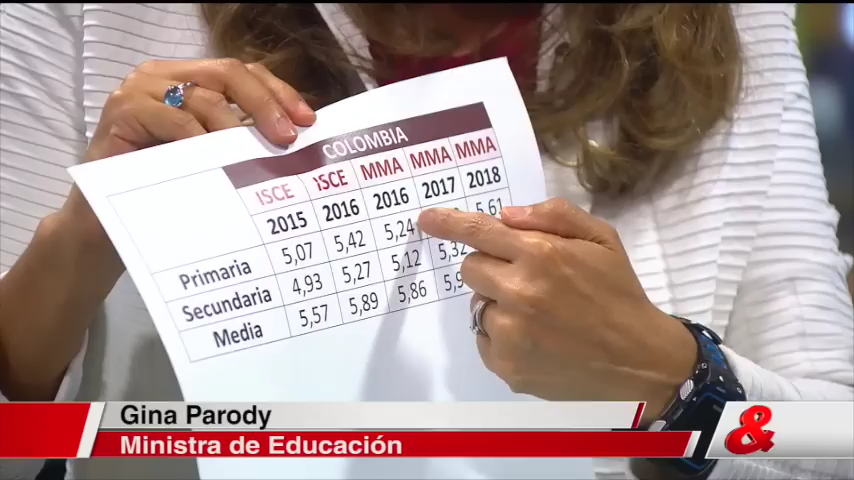 COLOMBIA
ISCE ISCE MMA MMA MMA
2015 2016 2016 2017 2018
Primaria 5,07 5,42 5,24 5,61
Secundaria 4,93 5,27 5,12 5,32
Media 5,57 5,89 5,86
Gina Parody
Ministra de Educación
&